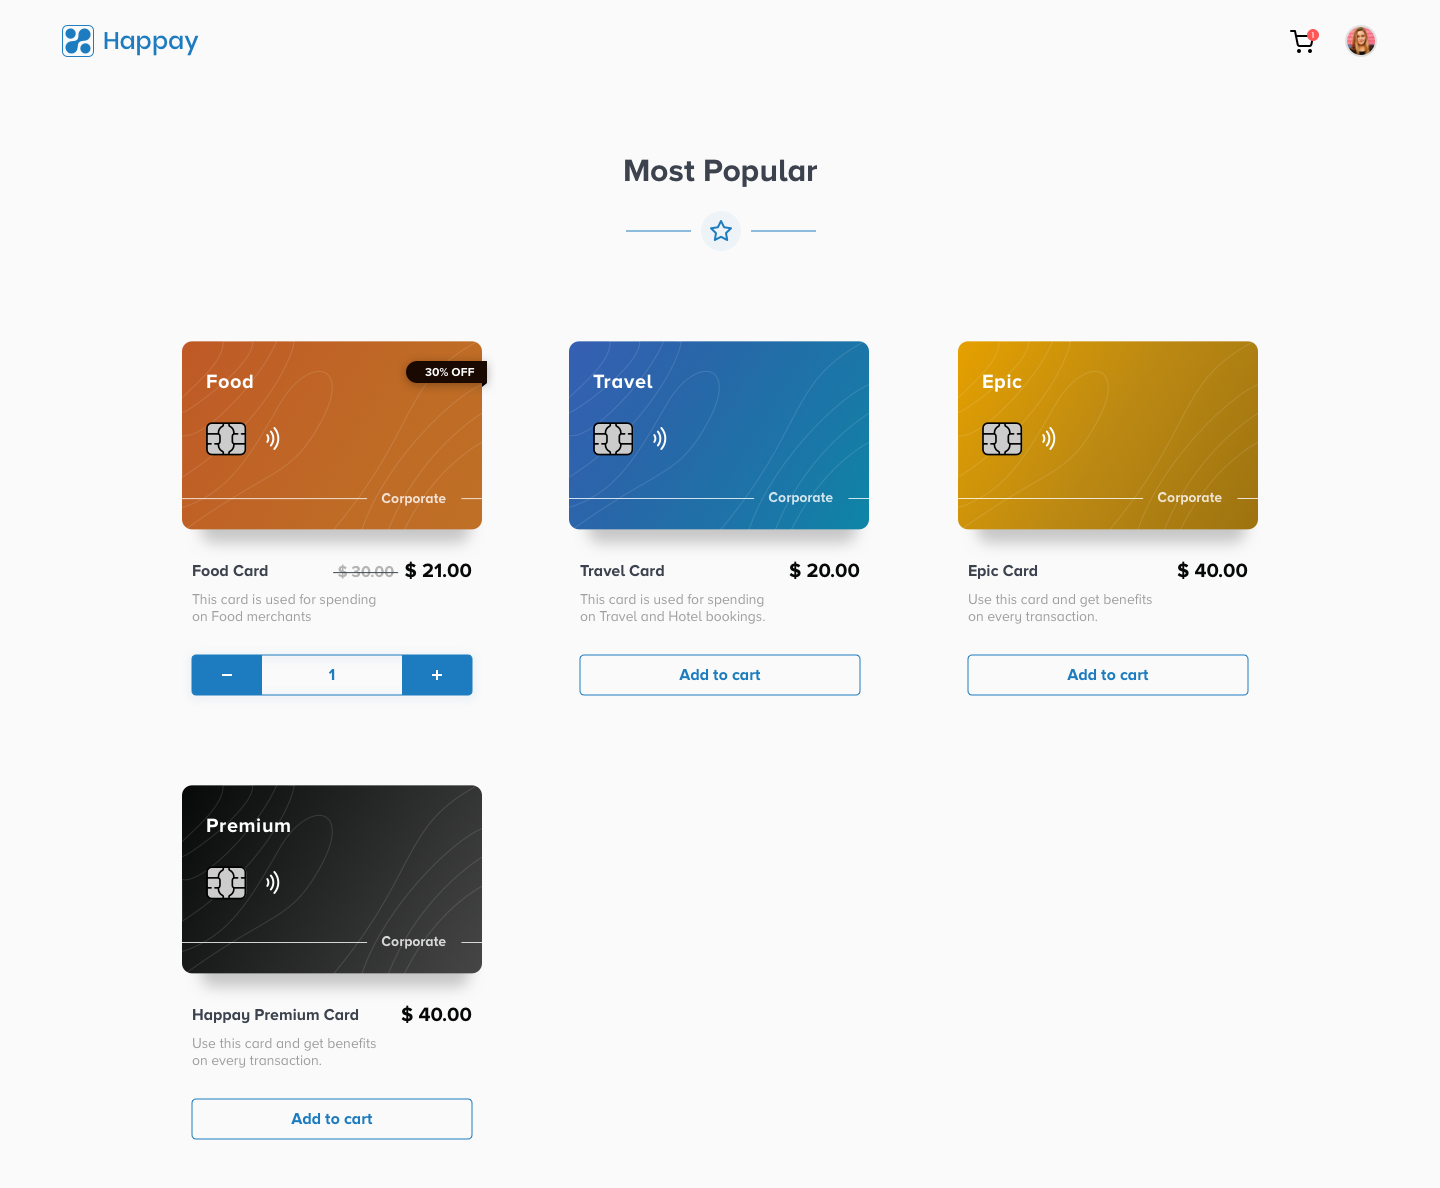 Happay
1
Most Popular
Food
30% OFF
Corporate
Travel
Corporate
Epic
Corporate
Food Card
$ 30.00 $ 21.00
This card is used for spending
on Food merchants
− 1 +
Travel Card
$ 20.00
This card is used for spending
on Travel and Hotel bookings.
Add to cart
Epic Card
$ 40.00
Use this card and get benefits
on every transaction.
Add to cart
Premium
Corporate
Happay Premium Card
$ 40.00
Use this card and get benefits
on every transaction.
Add to cart